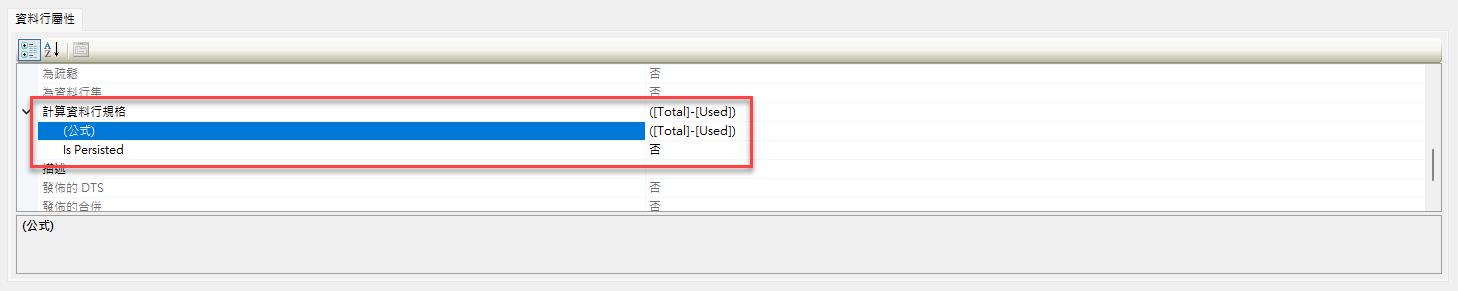 資料行屬性
為疏鬆 否
為資料行集 否
計算資料行規格 ([Total]-[Used])
(公式) ([Total]-[Used])
Is Persisted 否
描述
發佈的 DTS 否
發佈的合併 否
(公式)